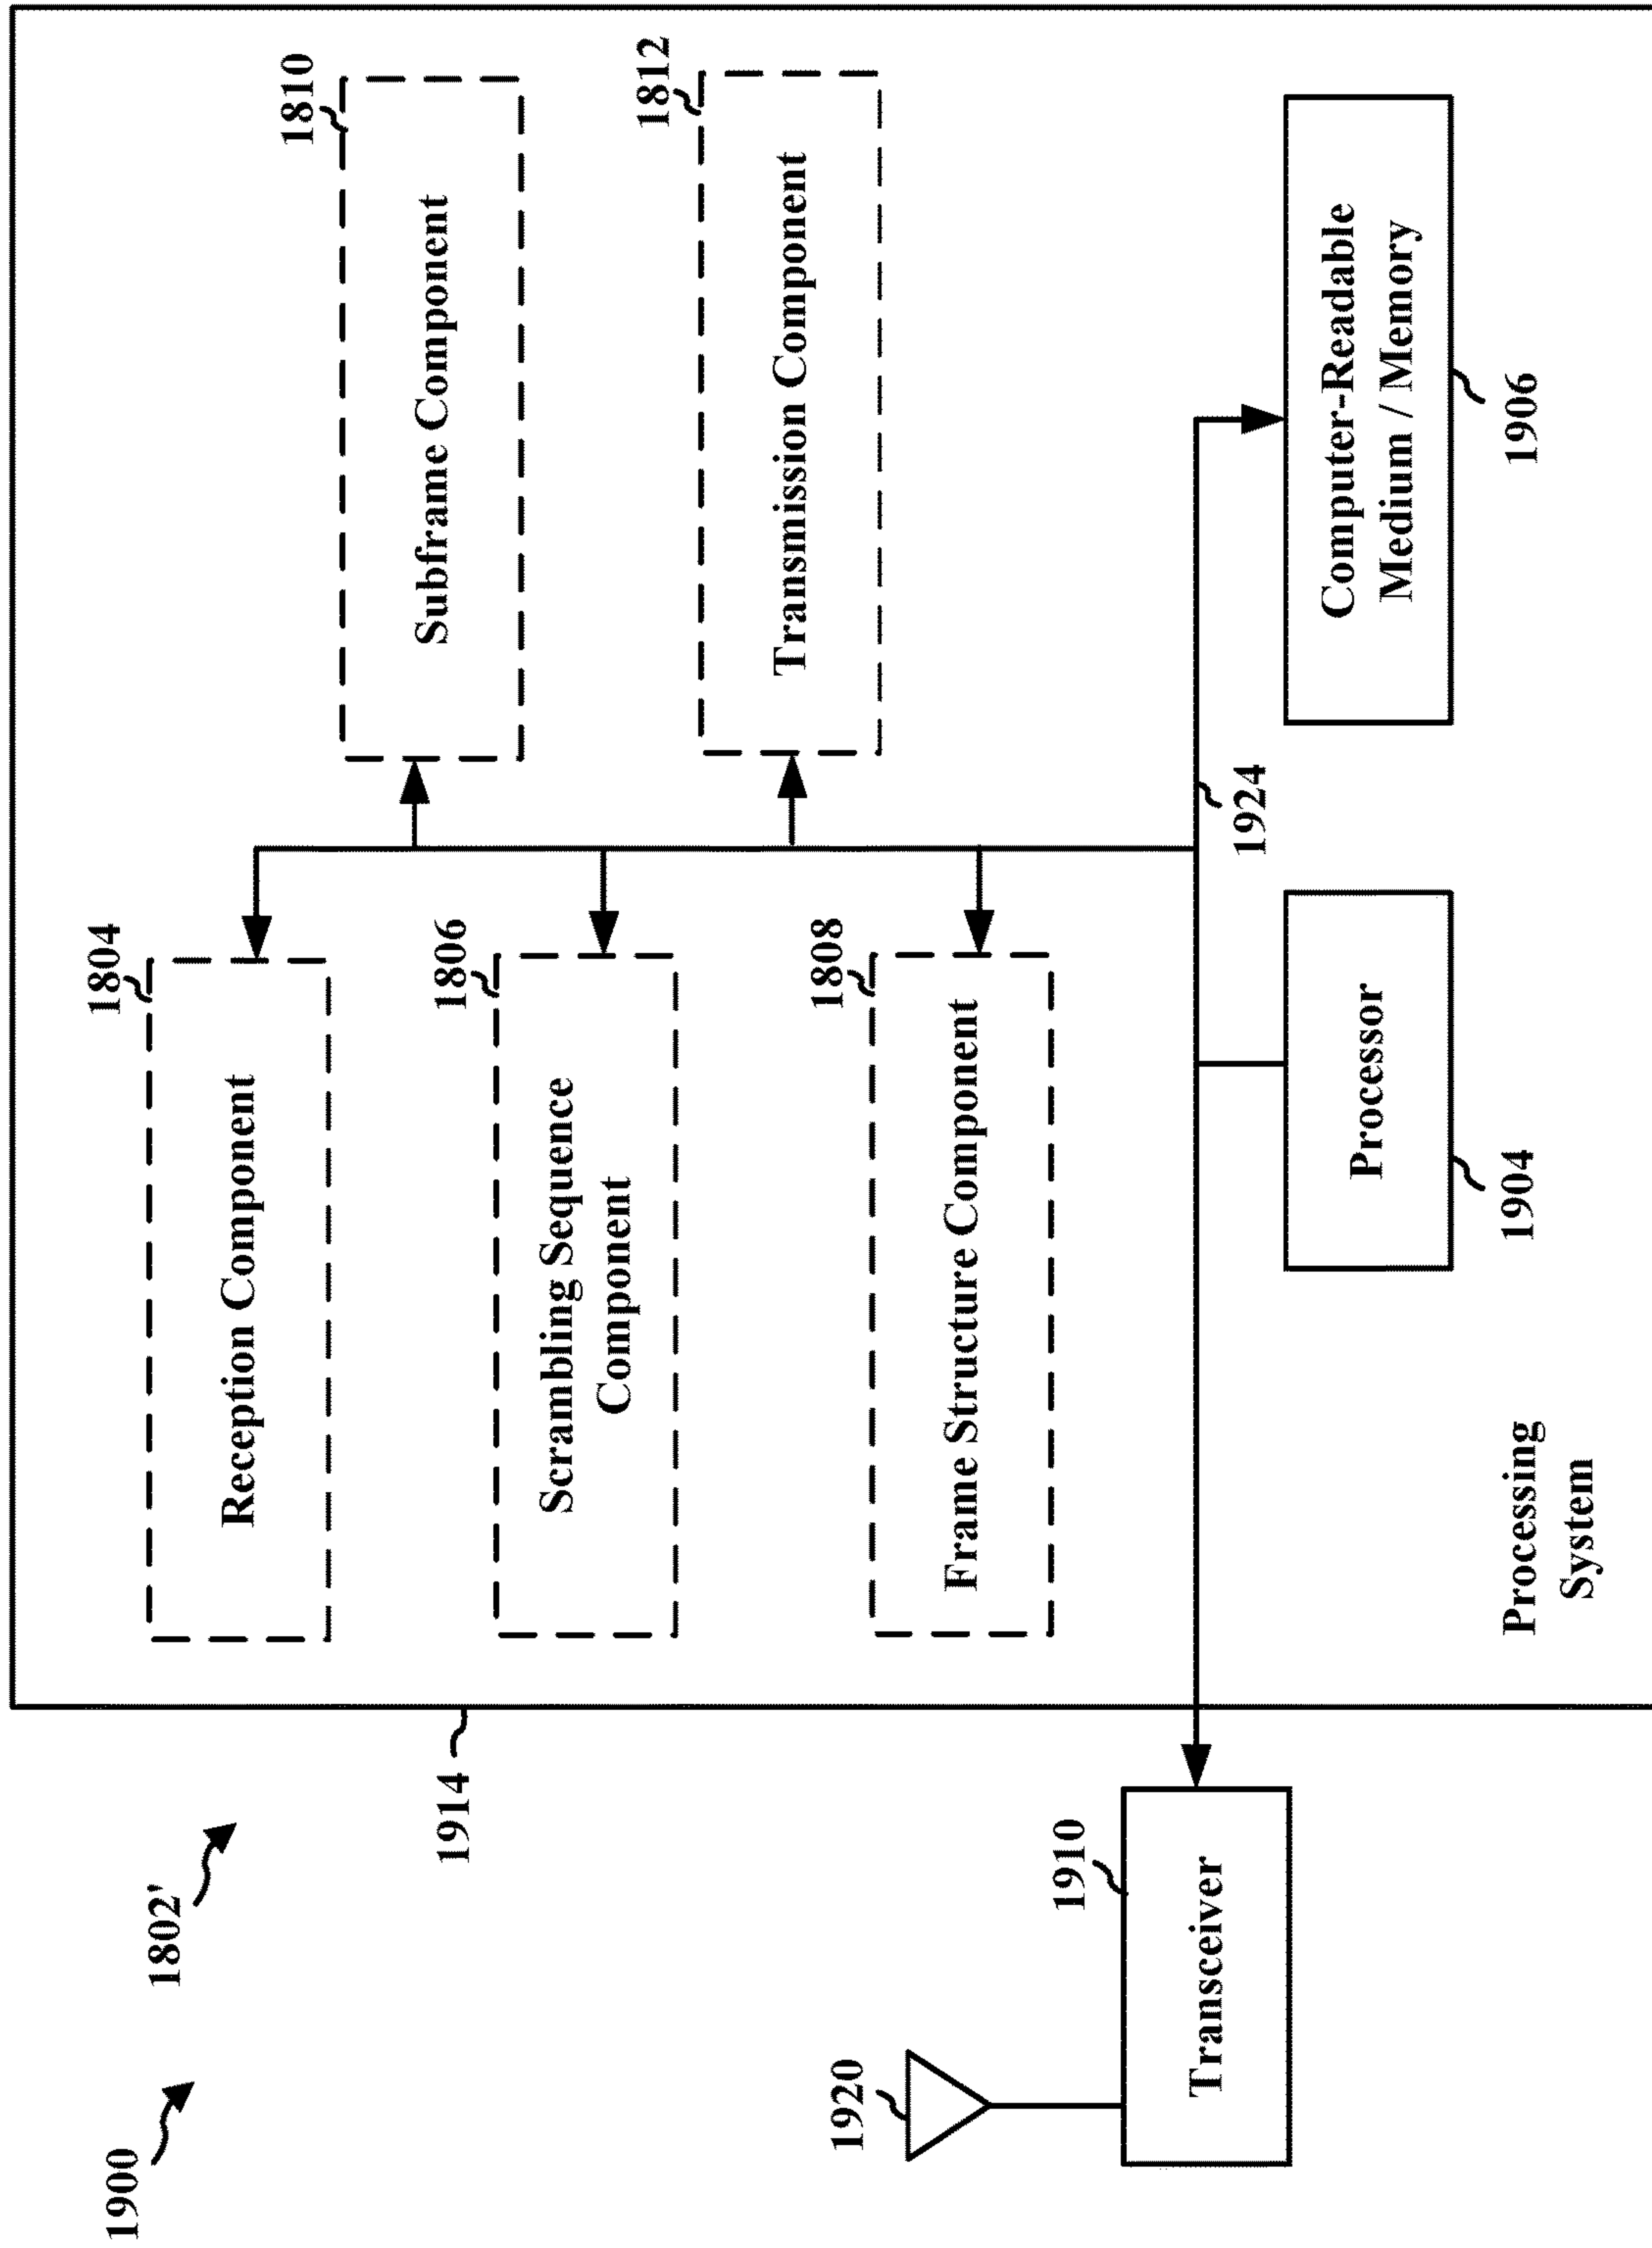 1900
1802'
1914
1804
Reception Component
1810
Subframe Component
1806
Scrambling Sequence
Component
1812
Transmission Component
1808
Frame Structure Component
1920
1910
Transceiver
1924
Processor
1904
Computer-Readable
Medium / Memory
1906
Processing
System